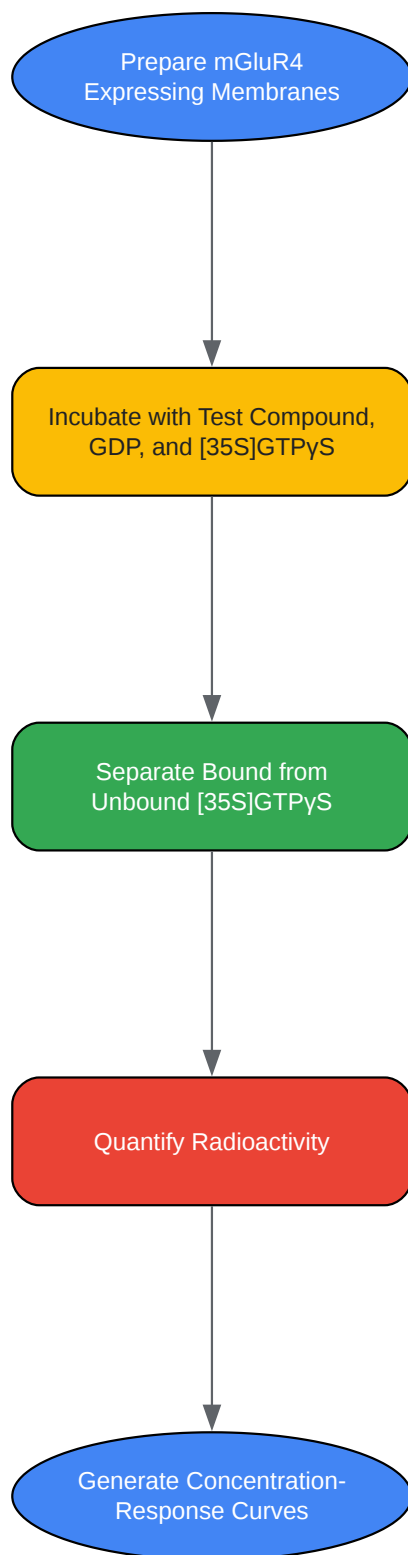 Prepare mGluR4
Expressing Membranes
Incubate with Test Compound,
GDP, and [35S]GTPγS
Separate Bound from
Unbound [35S]GTPγS
Quantify Radioactivity
Generate Concentration-
Response Curves